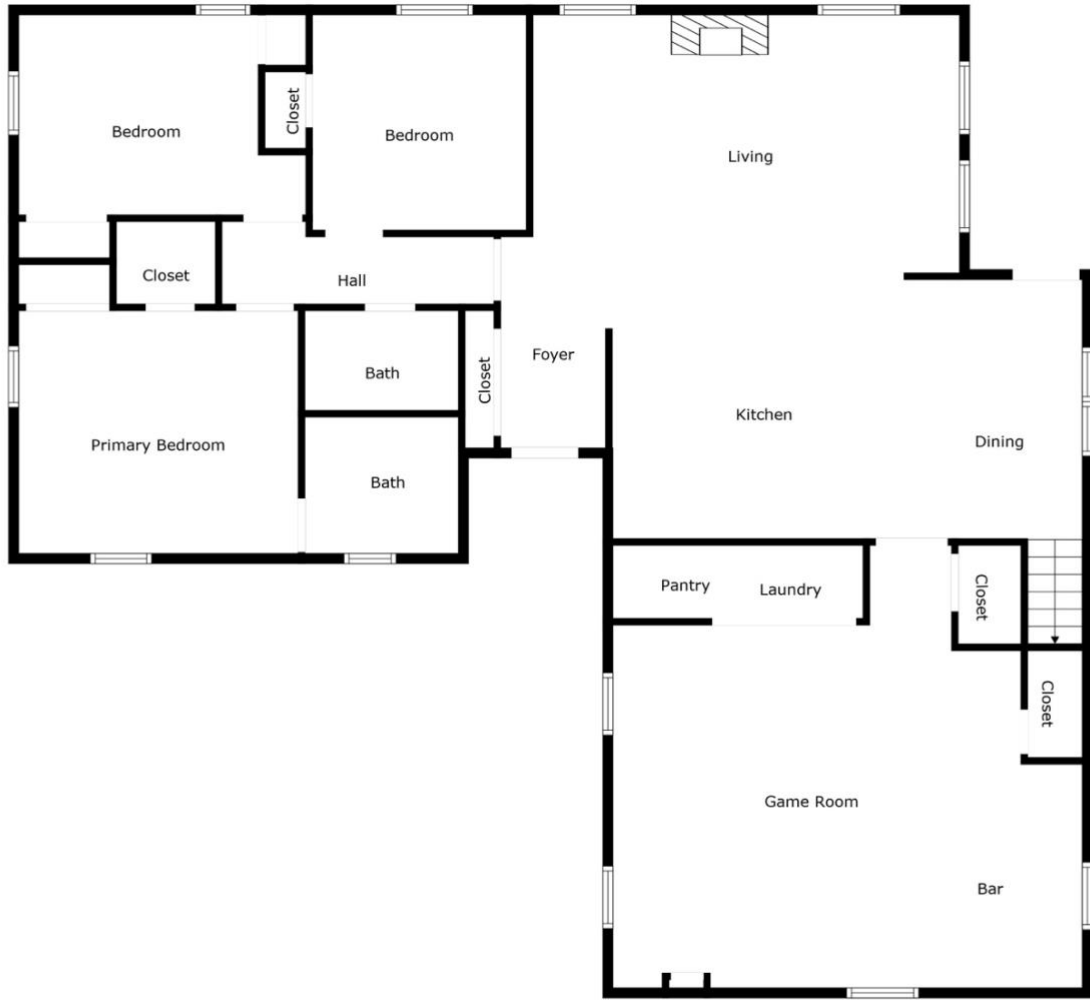 Bedroom
Closet
Bedroom
Living
Closet
Hall
Foyer
Bath
Closet
Kitchen
Dining
Primary Bedroom
Bath
Pantry
Laundry
Closet
Closet
Game Room
Bar